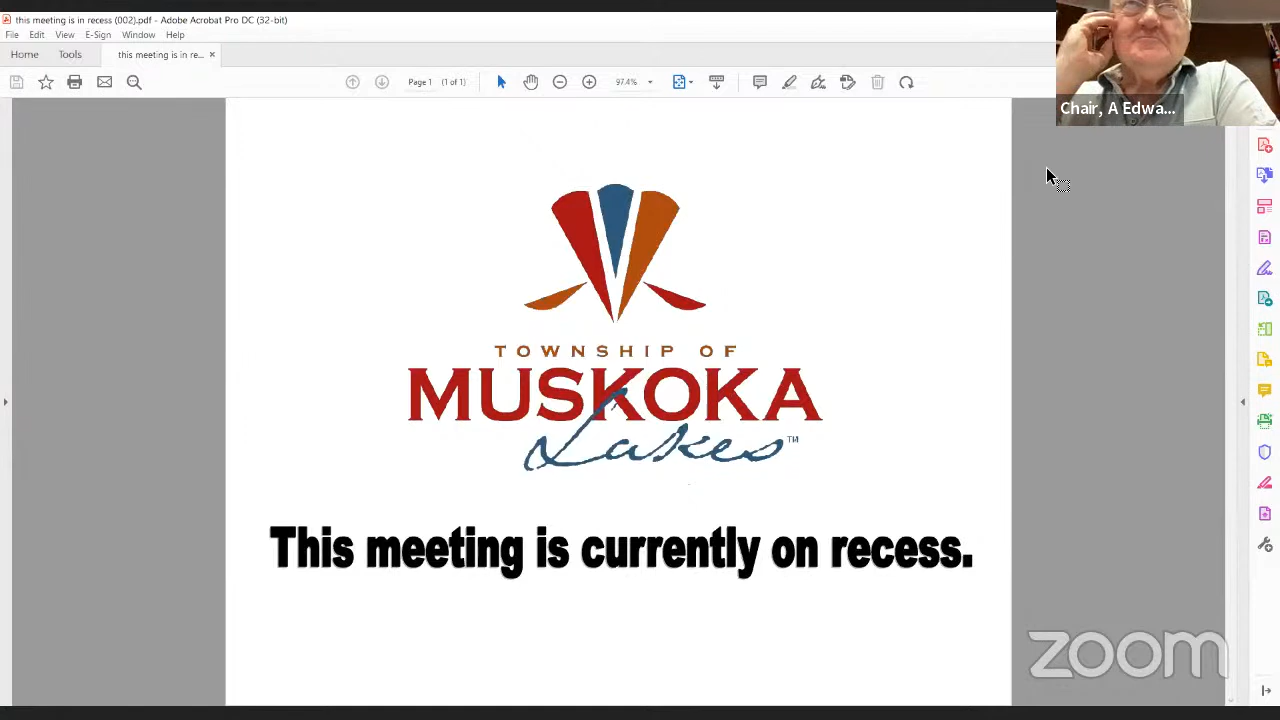 this meeting is in recess (002).pdf - Adobe Acrobat Pro DC (32-bit)
File Edit View E-Sign Window Help
Home Tools this meeting is in re... ×
Page 1 (1 of 1) 97.4%
Chair, A Edwa...
TOWNSHIP OF
MUSKOKA
Lakes™
This meeting is currently on recess.
zoom